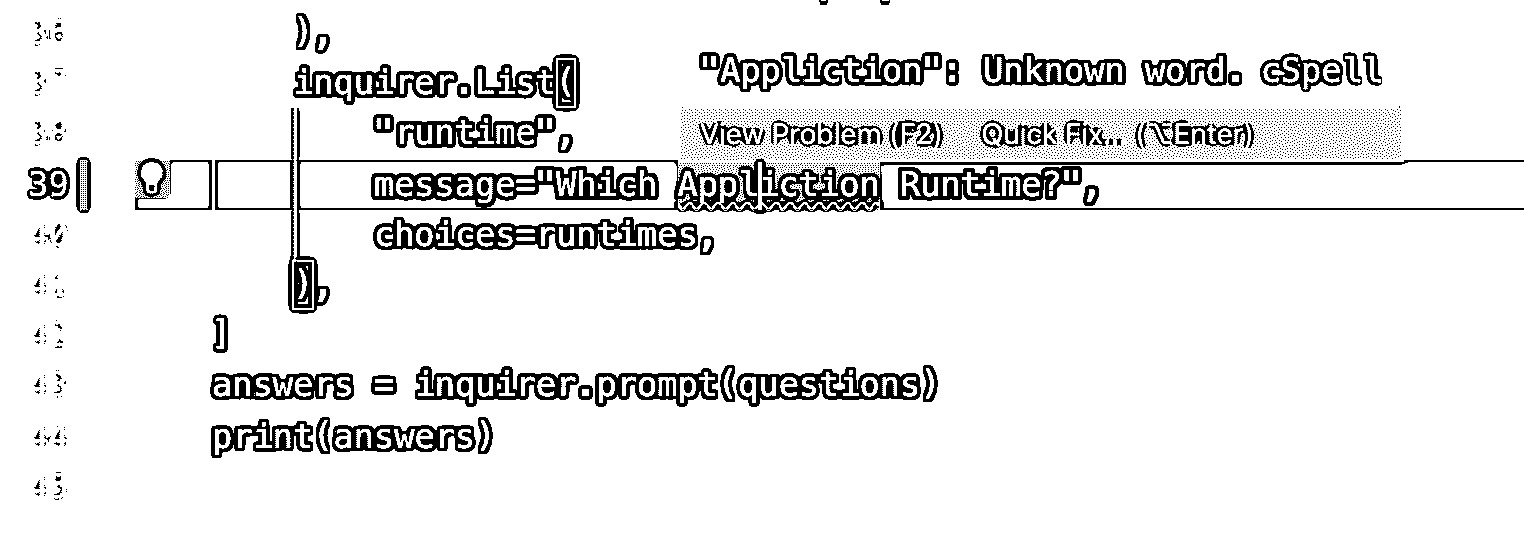 36 ),
37 inquirer.List(
"Appliction": Unknown word. cSpell
38 "runtime",
View Problem (F2) Quick Fix... (⌥Enter)
39 message="Which Appliction Runtime?",
40 choices=runtimes,
41 ),
42 ]
43 answers = inquirer.prompt(questions)
44 print(answers)
45